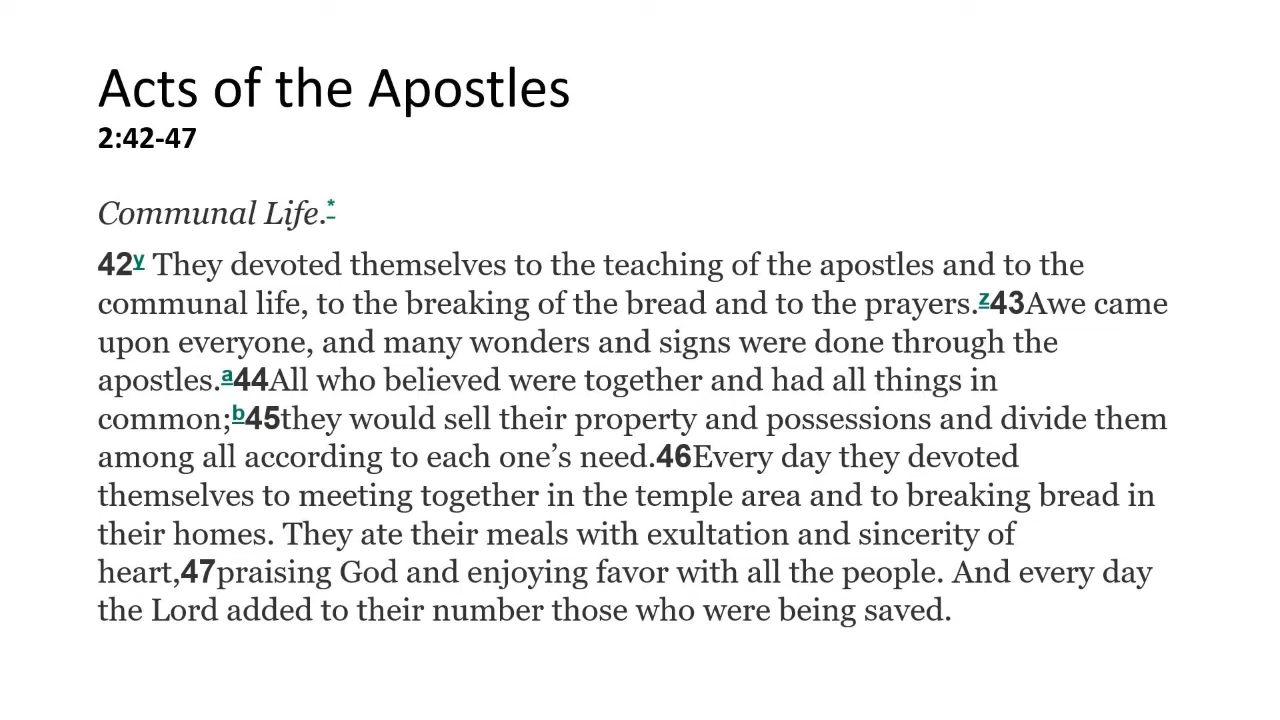 Acts of the Apostles
2:42-47
Communal Life.*
42y They devoted themselves to the teaching of the apostles and to the
communal life, to the breaking of the bread and to the prayers.z43Awe came
upon everyone, and many wonders and signs were done through the
apostles.a44All who believed were together and had all things in
common;b45they would sell their property and possessions and divide them
among all according to each one’s need.46Every day they devoted
themselves to meeting together in the temple area and to breaking bread in
their homes. They ate their meals with exultation and sincerity of
heart,47praising God and enjoying favor with all the people. And every day
the Lord added to their number those who were being saved.